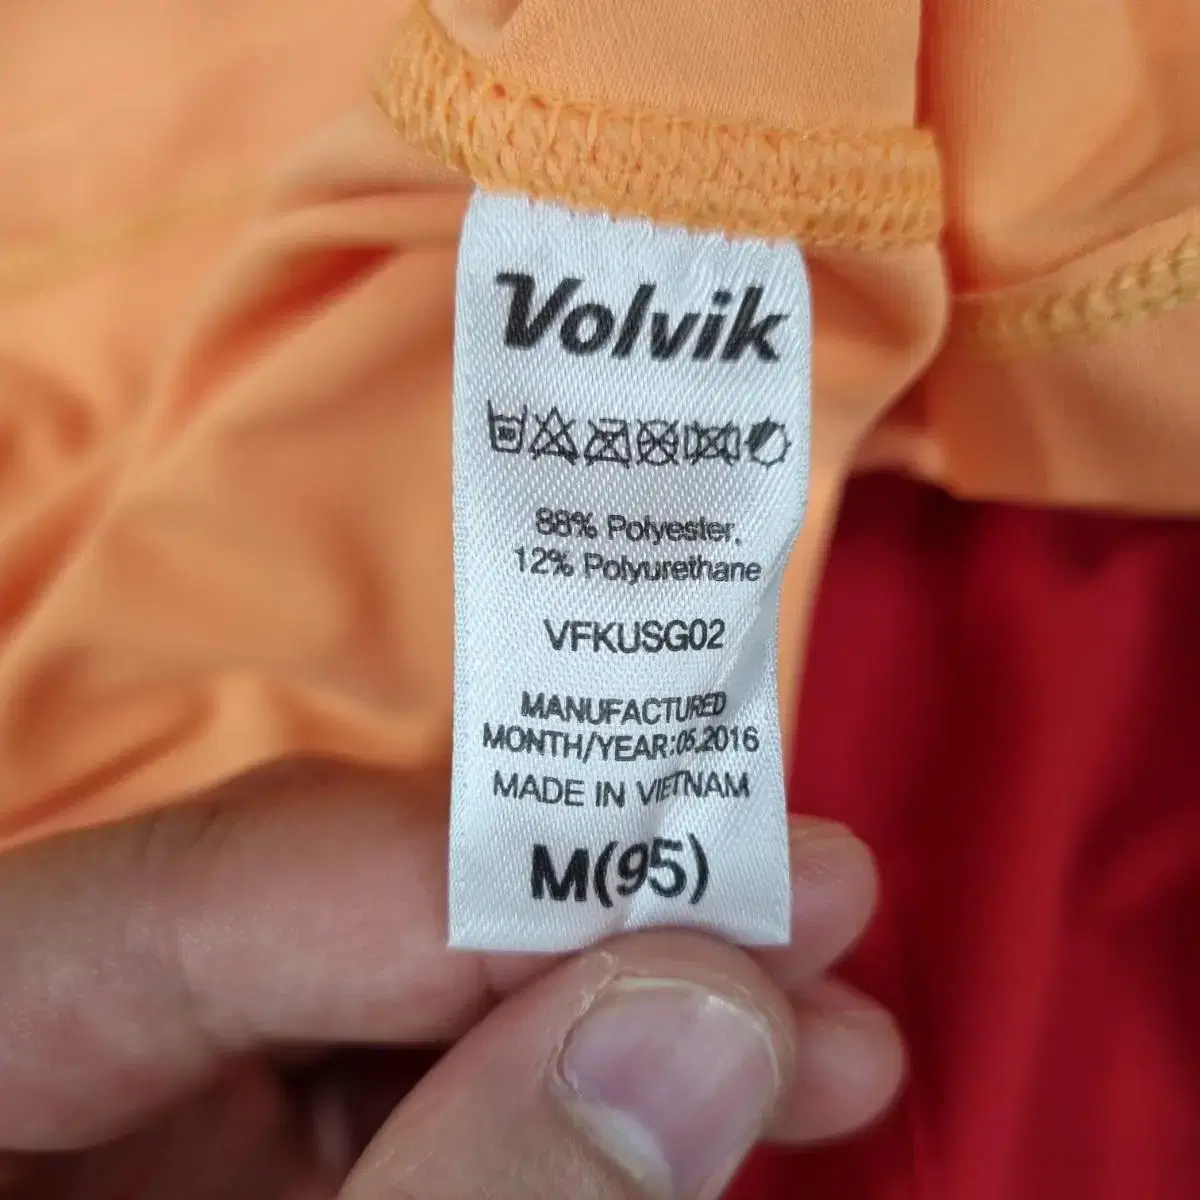 Volvik
88% Polyester,
12% Polyurethane
VFKUSG02
MANUFACTURED
MONTH/YEAR:05.2016
MADE IN VIETNAM
M(95)